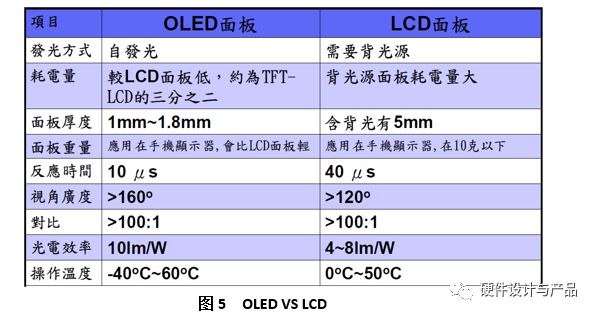 項目 OLED面板 LCD面板
發光方式 自發光 需要背光源
耗電量 較LCD面板低，約為TFT-LCD的三分之二 背光源面板耗電量大
面板厚度 1mm~1.8mm 含背光有5mm
面板重量 應用在手機顯示器,會比LCD面板輕 應用在手機顯示器,在10克以下
反應時間 10 μs 40 μs
視角廣度 >160° >120°
對比 >100:1 >100:1
光電效率 10lm/W 4~8lm/W
操作溫度 -40°C~60°C 0°C~50°C
硬件设计与产品
图 5 OLED VS LCD